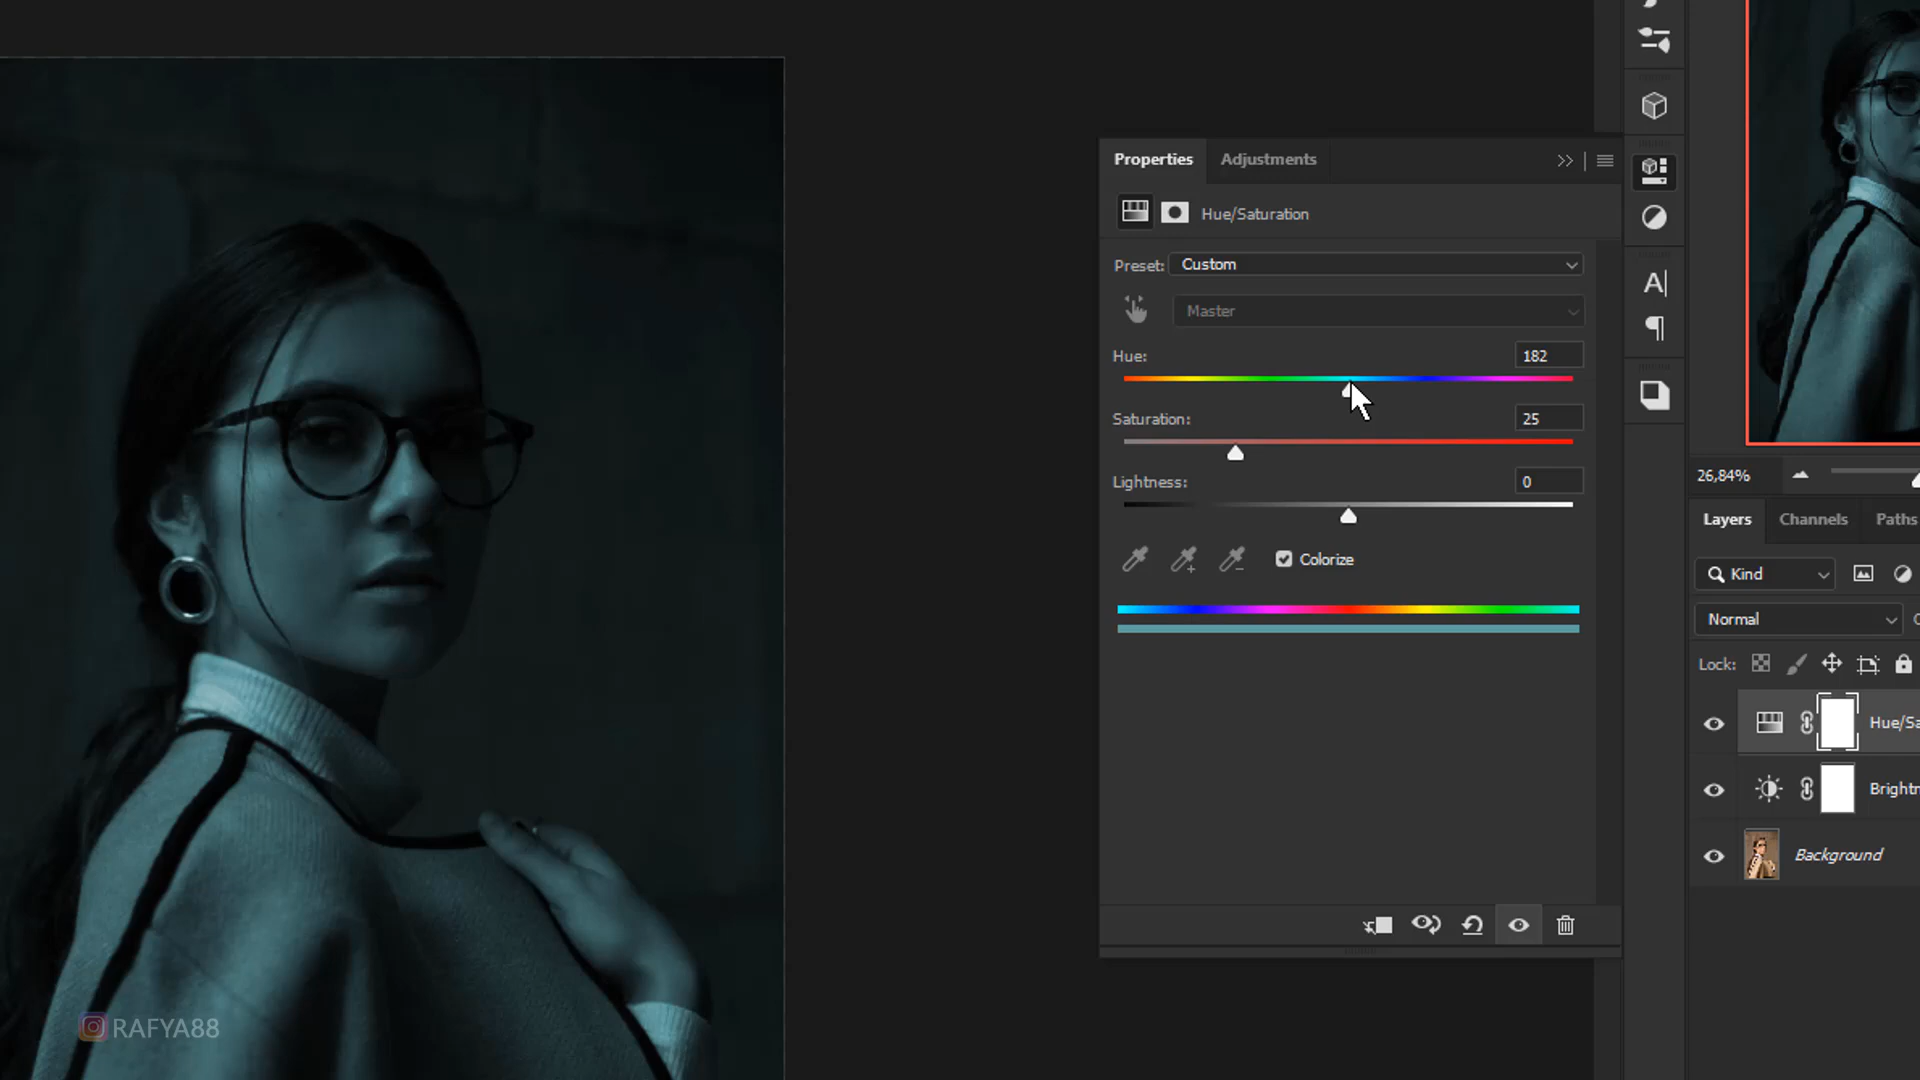 Properties Adjustments
Hue/Saturation
Preset: Custom
Master
Hue: 182
Saturation: 25
Lightness: 0
Colorize
A|
26,84%
Layers Channels Paths
Kind
Normal
Lock:
Hue/Sa
Brightn
Background
RAFYA88